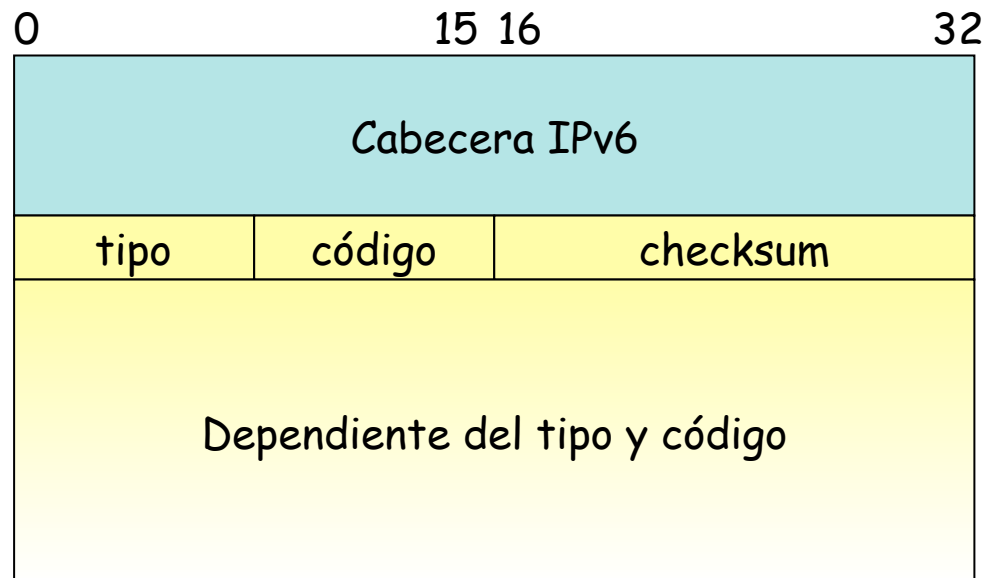 0 15 16 32
Cabecera IPv6
tipo código checksum
Dependiente del tipo y código